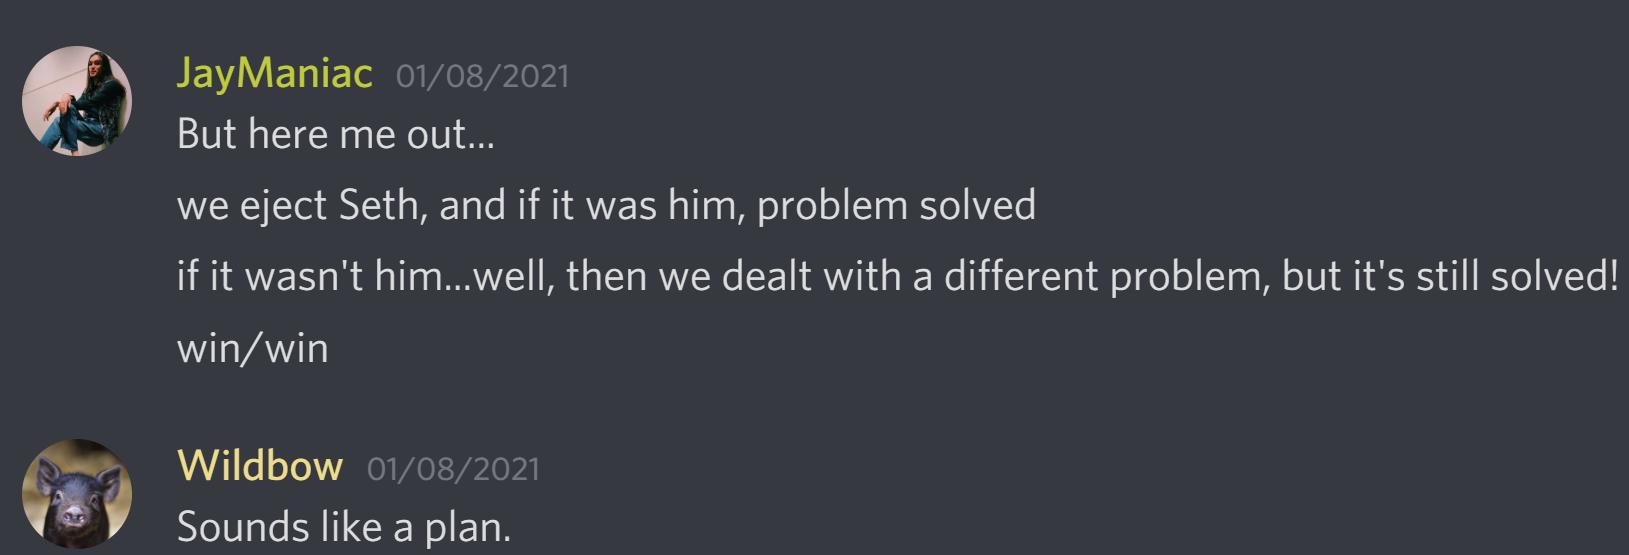 JayManiac 01/08/2021
But here me out...
we eject Seth, and if it was him, problem solved
if it wasn't him...well, then we dealt with a different problem, but it's still solved!
win/win
Wildbow 01/08/2021
Sounds like a plan.